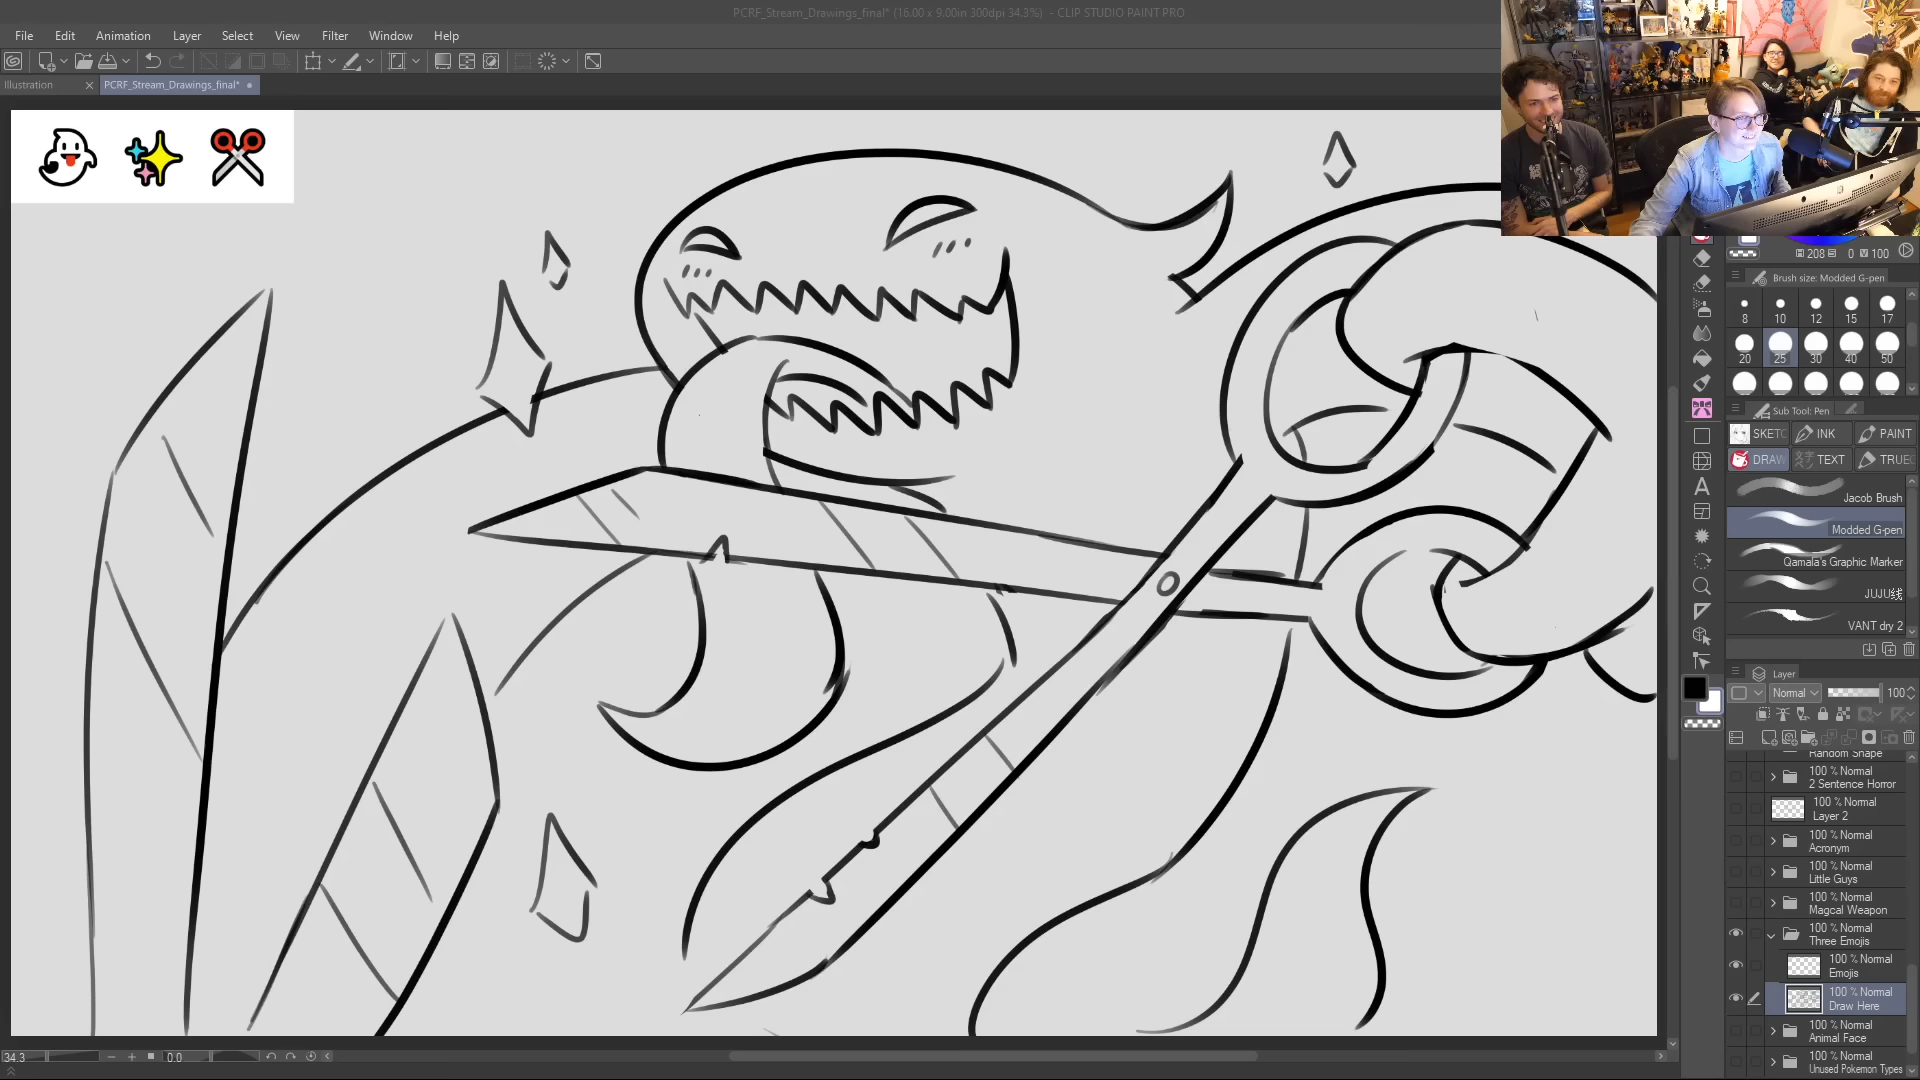 PCRF_Stream_Drawings_final* (16.00 x 9.00in 300dpi 34.3%) - CLIP STUDIO PAINT PRO
File Edit Animation Layer Select View Filter Window Help
Illustration PCRF_Stream_Drawings_final*
208 0 100
Brush size: Modded G-pen
8 10 12 15 17
20 25 30 40 50
Sub Tool: Pen
SKETC INK PAINT
DRAW TEXT TRUE
Jacob Brush
Modded G-pen
Qamala's Graphic Marker
JUJU线
VANT dry 2
Layer
Normal 100
Random Shape
100 % Normal
2 Sentence Horror
100 % Normal
Layer 2
100 % Normal
Acronym
100 % Normal
Little Guys
100 % Normal
Magcal Weapon
100 % Normal
Three Emojis
100 % Normal
Emojis
100 % Normal
Draw Here
100 % Normal
Animal Face
100 % Normal
Unused Pokemon Types
34.3 0.0